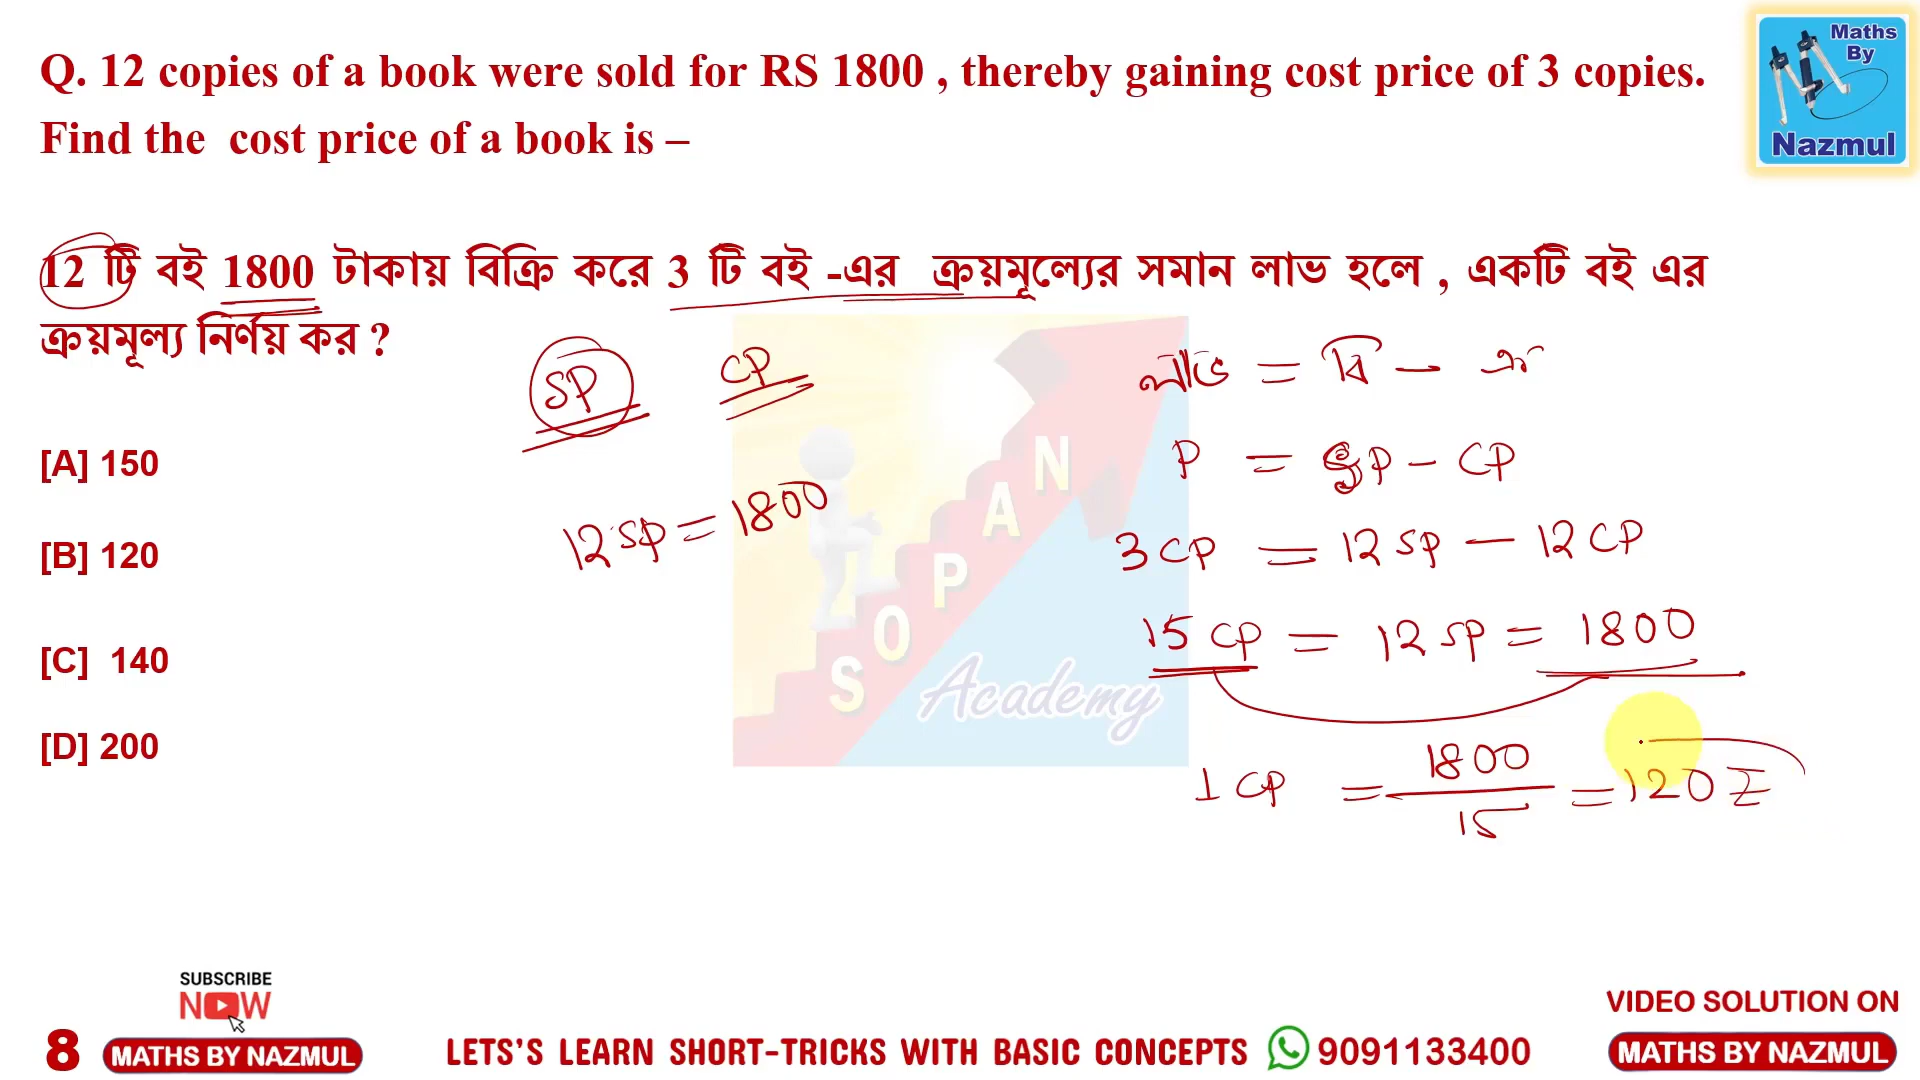 Q. 12 copies of a book were sold for RS 1800 , thereby gaining cost price of 3 copies.
Find the cost price of a book is –
Maths
By
Nazmul
12 টি বই 1800 টাকায় বিক্রি করে 3 টি বই -এর ক্রয়মূল্যের সমান লাভ হলে , একটি বই এর
ক্রয়মূল্য নির্ণয় কর ?
SP CP
লাভ = বি - ক্র
[A] 150
P = SP - CP
12 SP = 1800
[B] 120
3 CP = 12 SP - 12 CP
15 CP = 12 SP = 1800
[C] 140
[D] 200
1 CP = 1800/15 = 120
SOPAN
Academy
SUBSCRIBE
NOW
8
MATHS BY NAZMUL
LETS'S LEARN SHORT-TRICKS WITH BASIC CONCEPTS
9091133400
VIDEO SOLUTION ON
MATHS BY NAZMUL